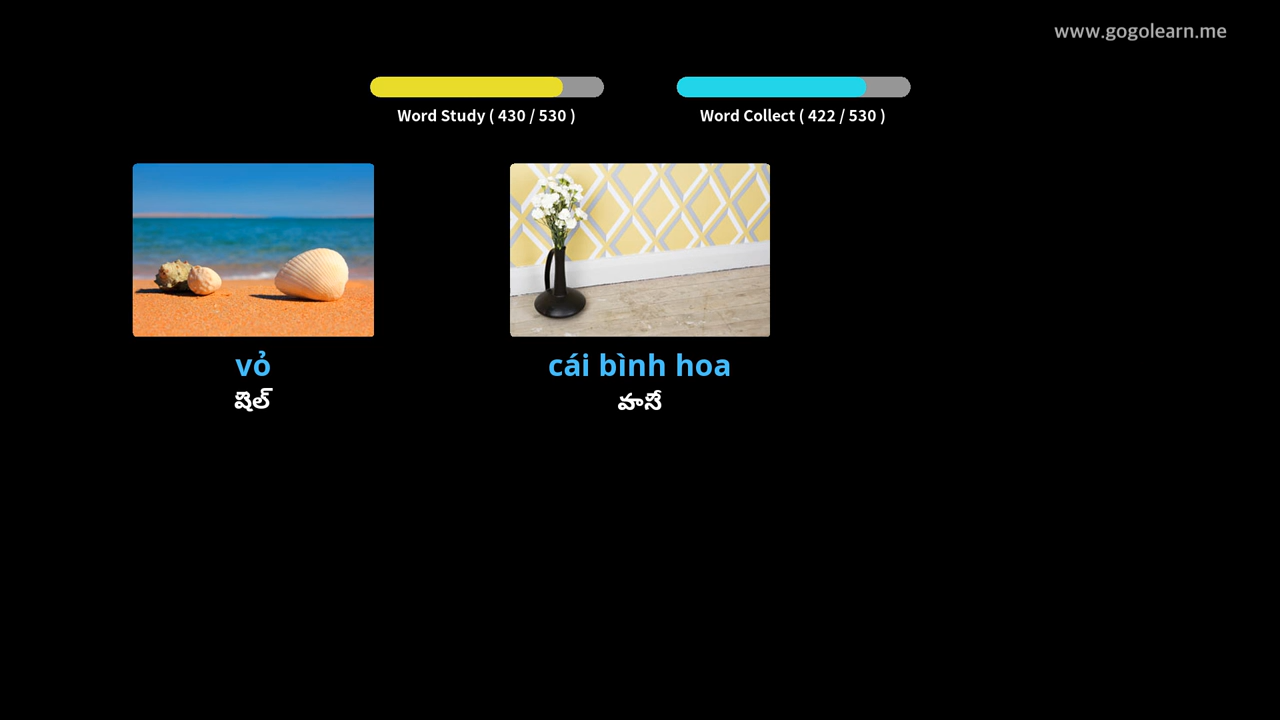 www.gogolearn.me
Word Study ( 430 / 530 )
Word Collect ( 422 / 530 )
vỏ
షెల్
cái bình hoa
వాసే